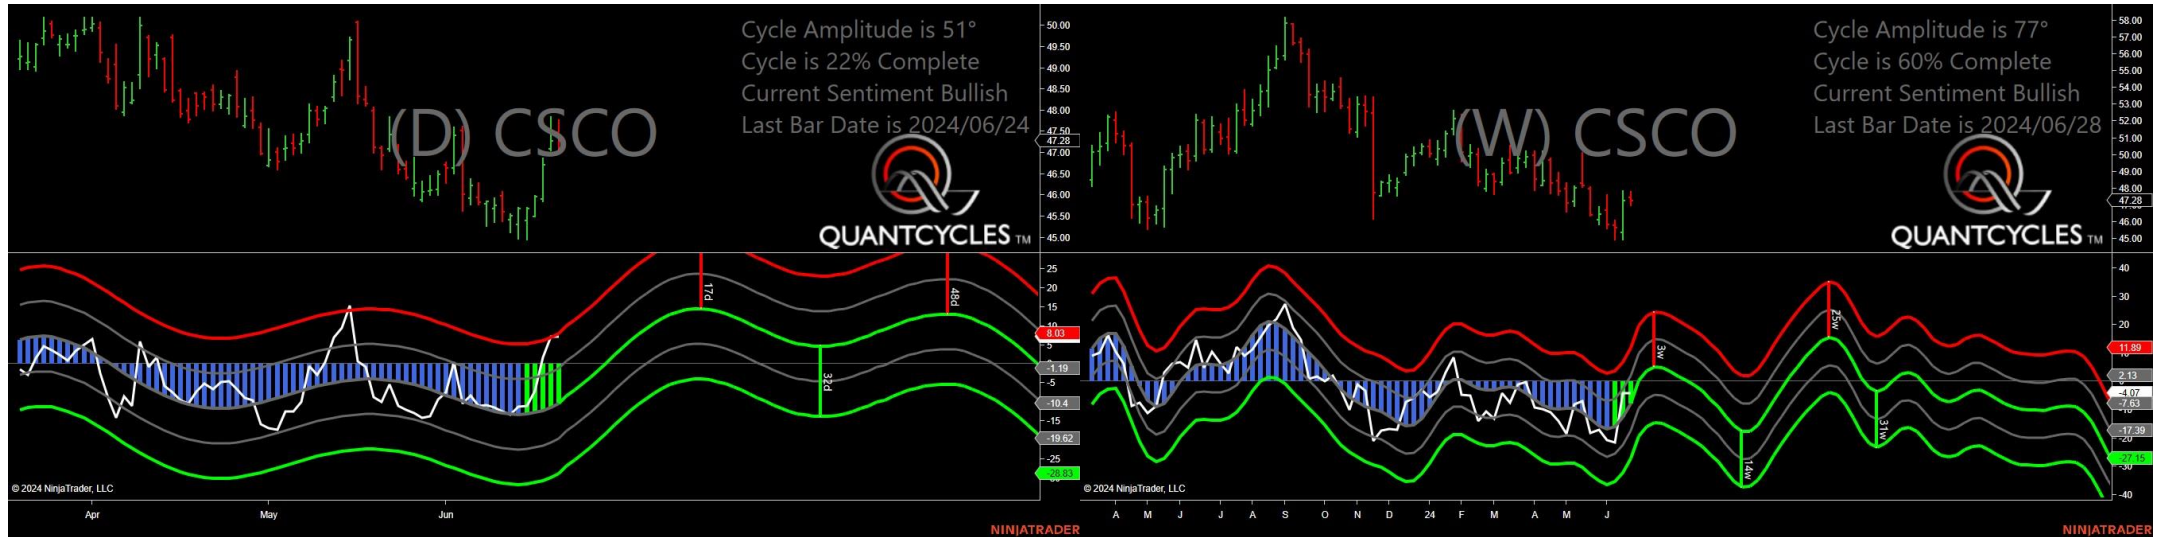 Cycle Amplitude is 51°
Cycle is 22% Complete
Current Sentiment Bullish
Last Bar Date is 2024/06/24
(D) CSCO
QUANTCYCLES TM
50.00
49.50
49.00
48.50
48.00
47.50
47.28
47.00
46.50
46.00
45.50
45.00
17d
48d
32d
25
20
15
8.03
5
-1.19
-5
-10.4
-15
-19.62
-25
-28.83
© 2024 NinjaTrader, LLC
Apr
May
Jun
NINJATRADER
Cycle Amplitude is 77°
Cycle is 60% Complete
Current Sentiment Bullish
Last Bar Date is 2024/06/28
(W) CSCO
QUANTCYCLES TM
58.00
57.00
56.00
55.00
54.00
53.00
52.00
51.00
50.00
49.00
48.00
47.28
46.00
45.00
3w
14w
25w
31w
40
30
20
11.89
2.13
-4.07
-7.63
-17.39
-20
-27.15
-30
-40
© 2024 NinjaTrader, LLC
A M J J A S O N D 24 F M A M J
NINJATRADER